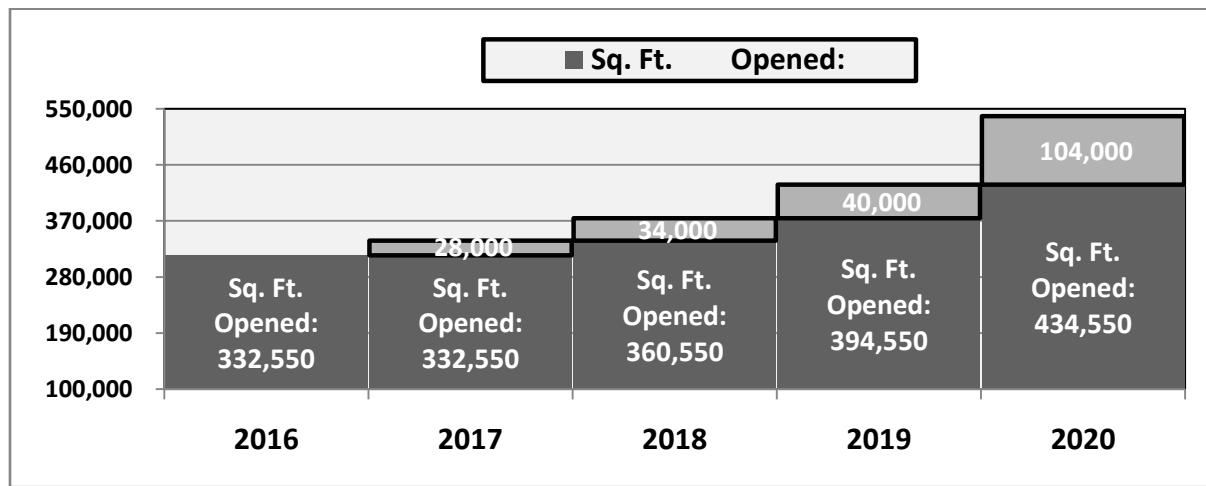 Sq. Ft. Opened:
550,000
460,000
370,000
280,000
190,000
100,000
104,000
40,000
34,000
28,000
Sq. Ft.
Opened:
332,550
Sq. Ft.
Opened:
332,550
Sq. Ft.
Opened:
360,550
Sq. Ft.
Opened:
394,550
Sq. Ft.
Opened:
434,550
2016 2017 2018 2019 2020